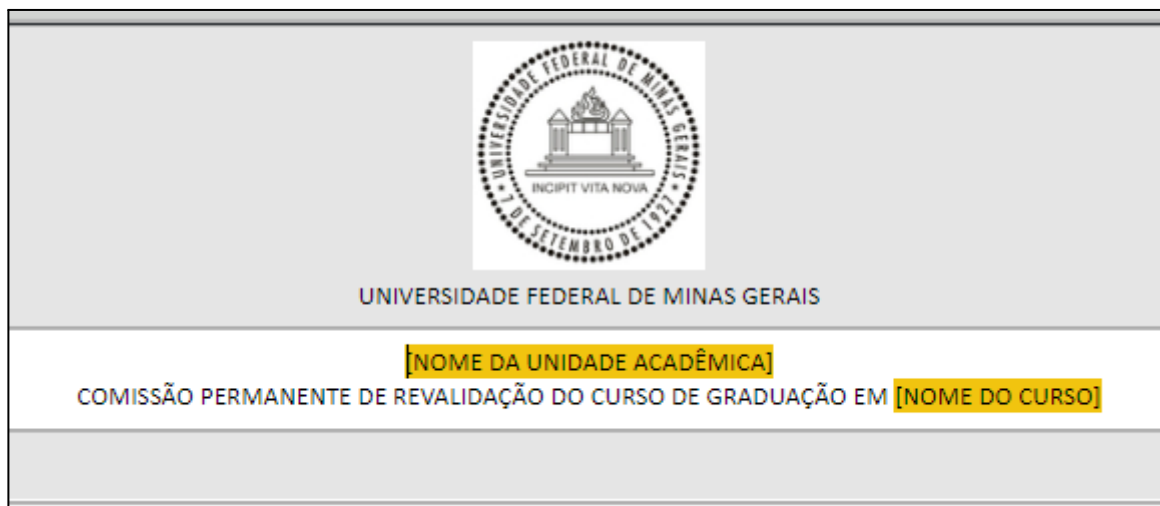 UNIVERSIDADE FEDERAL DE MINAS GERAIS
INCIPIT VITA NOVA
* 7 DE SETEMBRO DE 1927 *
UNIVERSIDADE FEDERAL DE MINAS GERAIS
[NOME DA UNIDADE ACADÊMICA]
COMISSÃO PERMANENTE DE REVALIDAÇÃO DO CURSO DE GRADUAÇÃO EM [NOME DO CURSO]